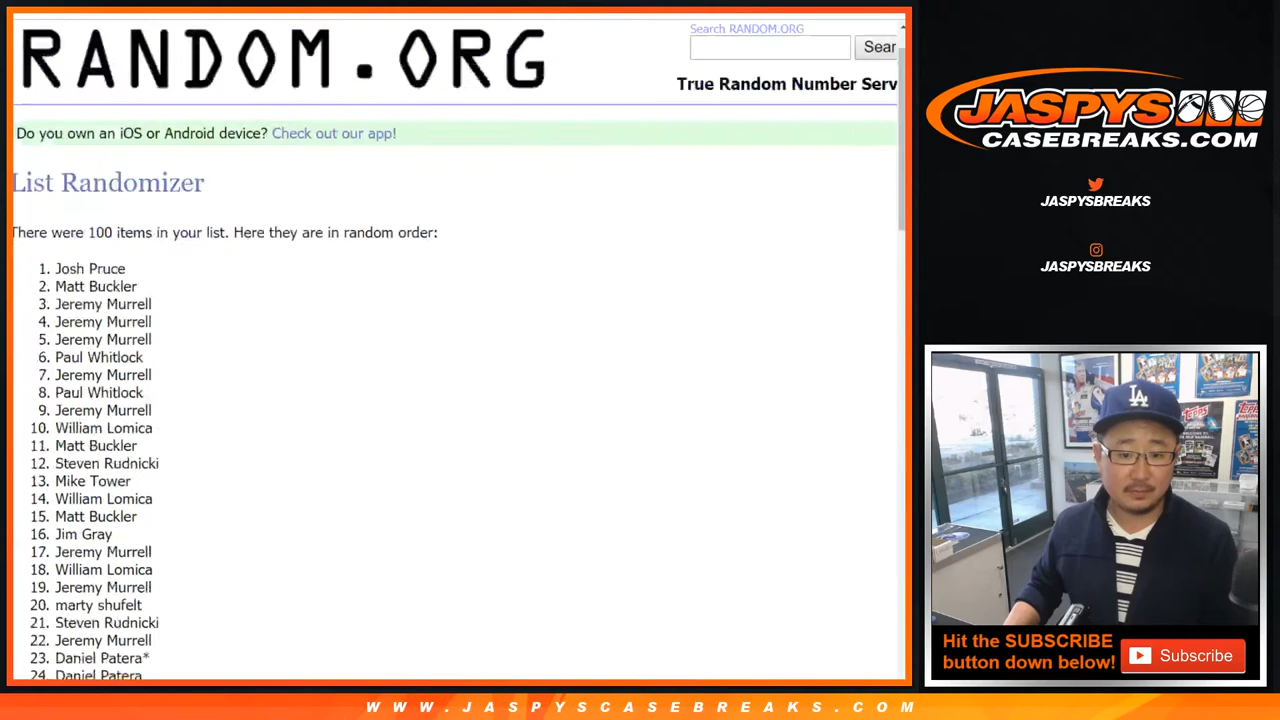 RANDOM.ORG
Search RANDOM.ORG
Sear
True Random Number Serv
Do you own an iOS or Android device? Check out our app!
List Randomizer
There were 100 items in your list. Here they are in random order:
1. Josh Pruce
2. Matt Buckler
3. Jeremy Murrell
4. Jeremy Murrell
5. Jeremy Murrell
6. Paul Whitlock
7. Jeremy Murrell
8. Paul Whitlock
9. Jeremy Murrell
10. William Lomica
11. Matt Buckler
12. Steven Rudnicki
13. Mike Tower
14. William Lomica
15. Matt Buckler
16. Jim Gray
17. Jeremy Murrell
18. William Lomica
19. Jeremy Murrell
20. marty shufelt
21. Steven Rudnicki
22. Jeremy Murrell
23. Daniel Patera*
24. Daniel Patera
JASPYS
CASEBREAKS.COM
JASPYSBREAKS
JASPYSBREAKS
LA
TOPPS
Hit the SUBSCRIBE
button down below!
Subscribe
WWW.JASPYSCASEBREAKS.COM